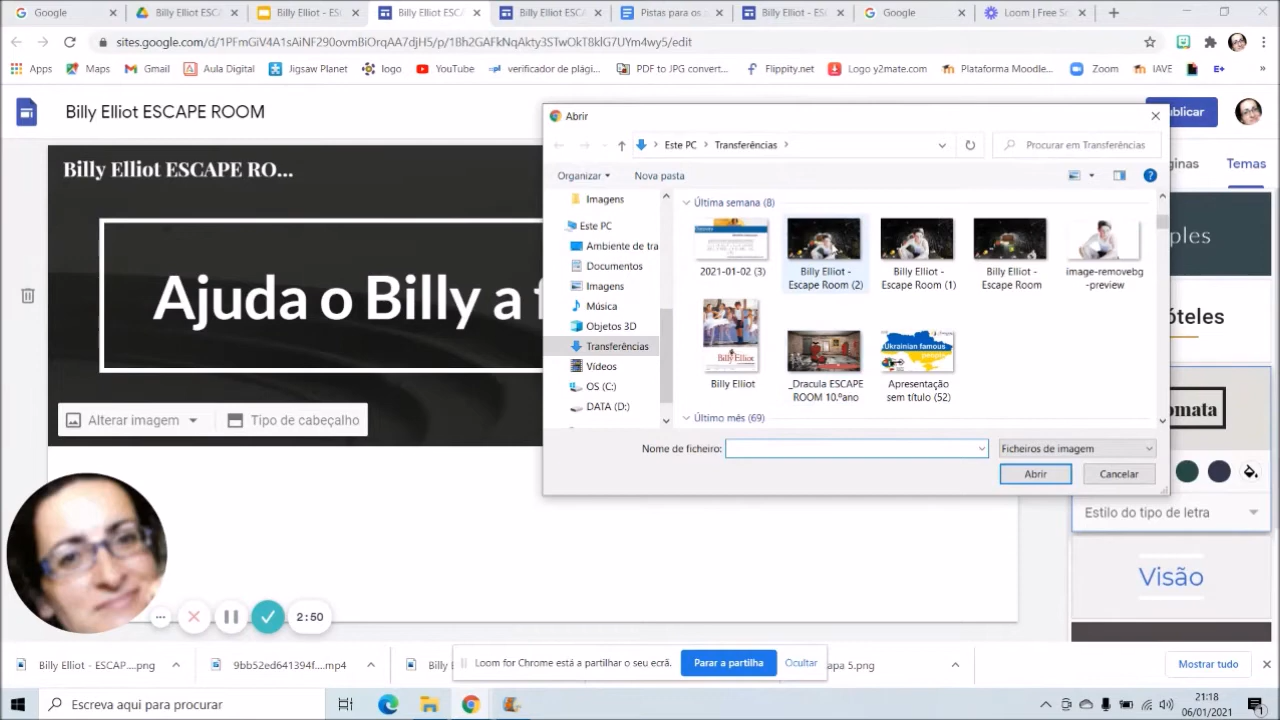 Google
Billy Elliot ESCAPE
Billy Elliot - ES
Billy Elliot ESCA
Billy Elliot ESCA
Pistas para os
Billy Elliot - ES
Google
Loom | Free Sc
sites.google.com/d/1PFmGiV4A1sAiNF290ovmBiOrqAA7djH5/p/1Bh2GAFkNqAkty3STwOkT8kIG7UYm4wy5/edit
Apps
Maps
Gmail
Aula Digital
Jigsaw Planet
logo
YouTube
verificador de plági...
PDF to JPG convert...
Flippity.net
Logo y2mate.com
Plataforma Moodle...
Zoom
IAVE
E+
»
Billy Elliot ESCAPE ROOM
ublicar
Billy Elliot ESCAPE RO...
Ajuda o Billy a f
Alterar imagem
Tipo de cabeçalho
ginas
Temas
ples
óteles
omata
Estilo do tipo de letra
Visão
Abrir
Este PC
Transferências
Procurar em Transferências
Organizar
Nova pasta
Imagens
Este PC
Ambiente de tra
Documentos
Imagens
Música
Objetos 3D
Transferências
Vídeos
OS (C:)
DATA (D:)
Última semana (8)
2021-01-02 (3)
Billy Elliot -
Escape Room (2)
Billy Elliot -
Escape Room (1)
Billy Elliot -
Escape Room
image-removebg
-preview
Billy Elliot
Billy Elliot
_Dracula ESCAPE
ROOM 10.ºano
Ukrainian famous
people
Apresentação
sem título (52)
Último mês (69)
Nome de ficheiro:
Ficheiros de imagem
Abrir
Cancelar
2:50
Billy Elliot - ESCAP....png
9bb52ed641394f....mp4
Billy
Loom for Chrome está a partilhar o seu ecrã.
Parar a partilha
Ocultar
apa 5.png
Mostrar tudo
Escreva aqui para procurar
21:18
06/01/2021
1